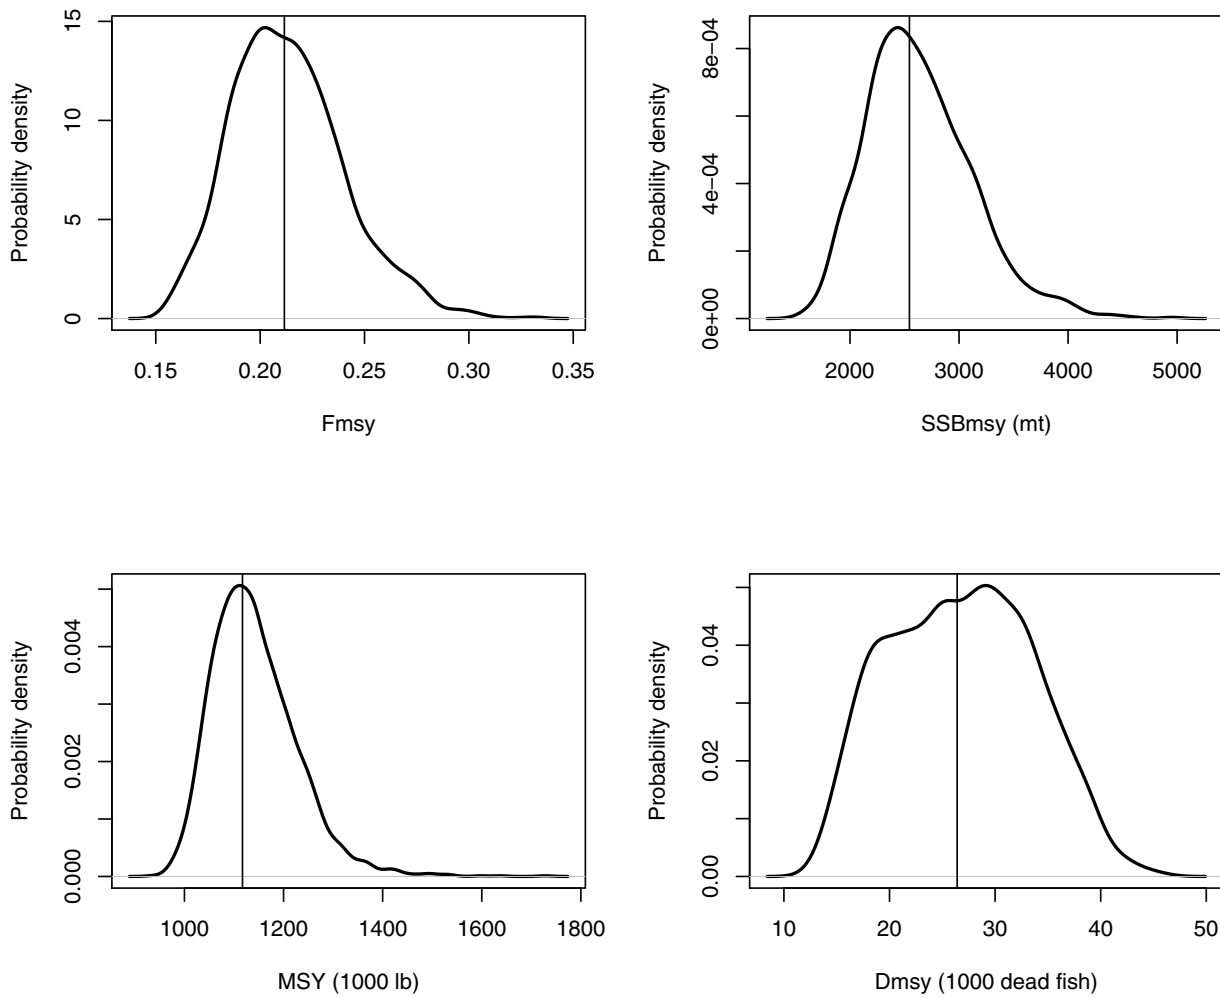 Probability density
0 5 10 15
0.15 0.20 0.25 0.30 0.35
Fmsy
Probability density
0e+00 4e−04 8e−04
2000 3000 4000 5000
SSBmsy (mt)
Probability density
0.000 0.002 0.004
1000 1200 1400 1600 1800
MSY (1000 lb)
Probability density
0.00 0.02 0.04
10 20 30 40 50
Dmsy (1000 dead fish)